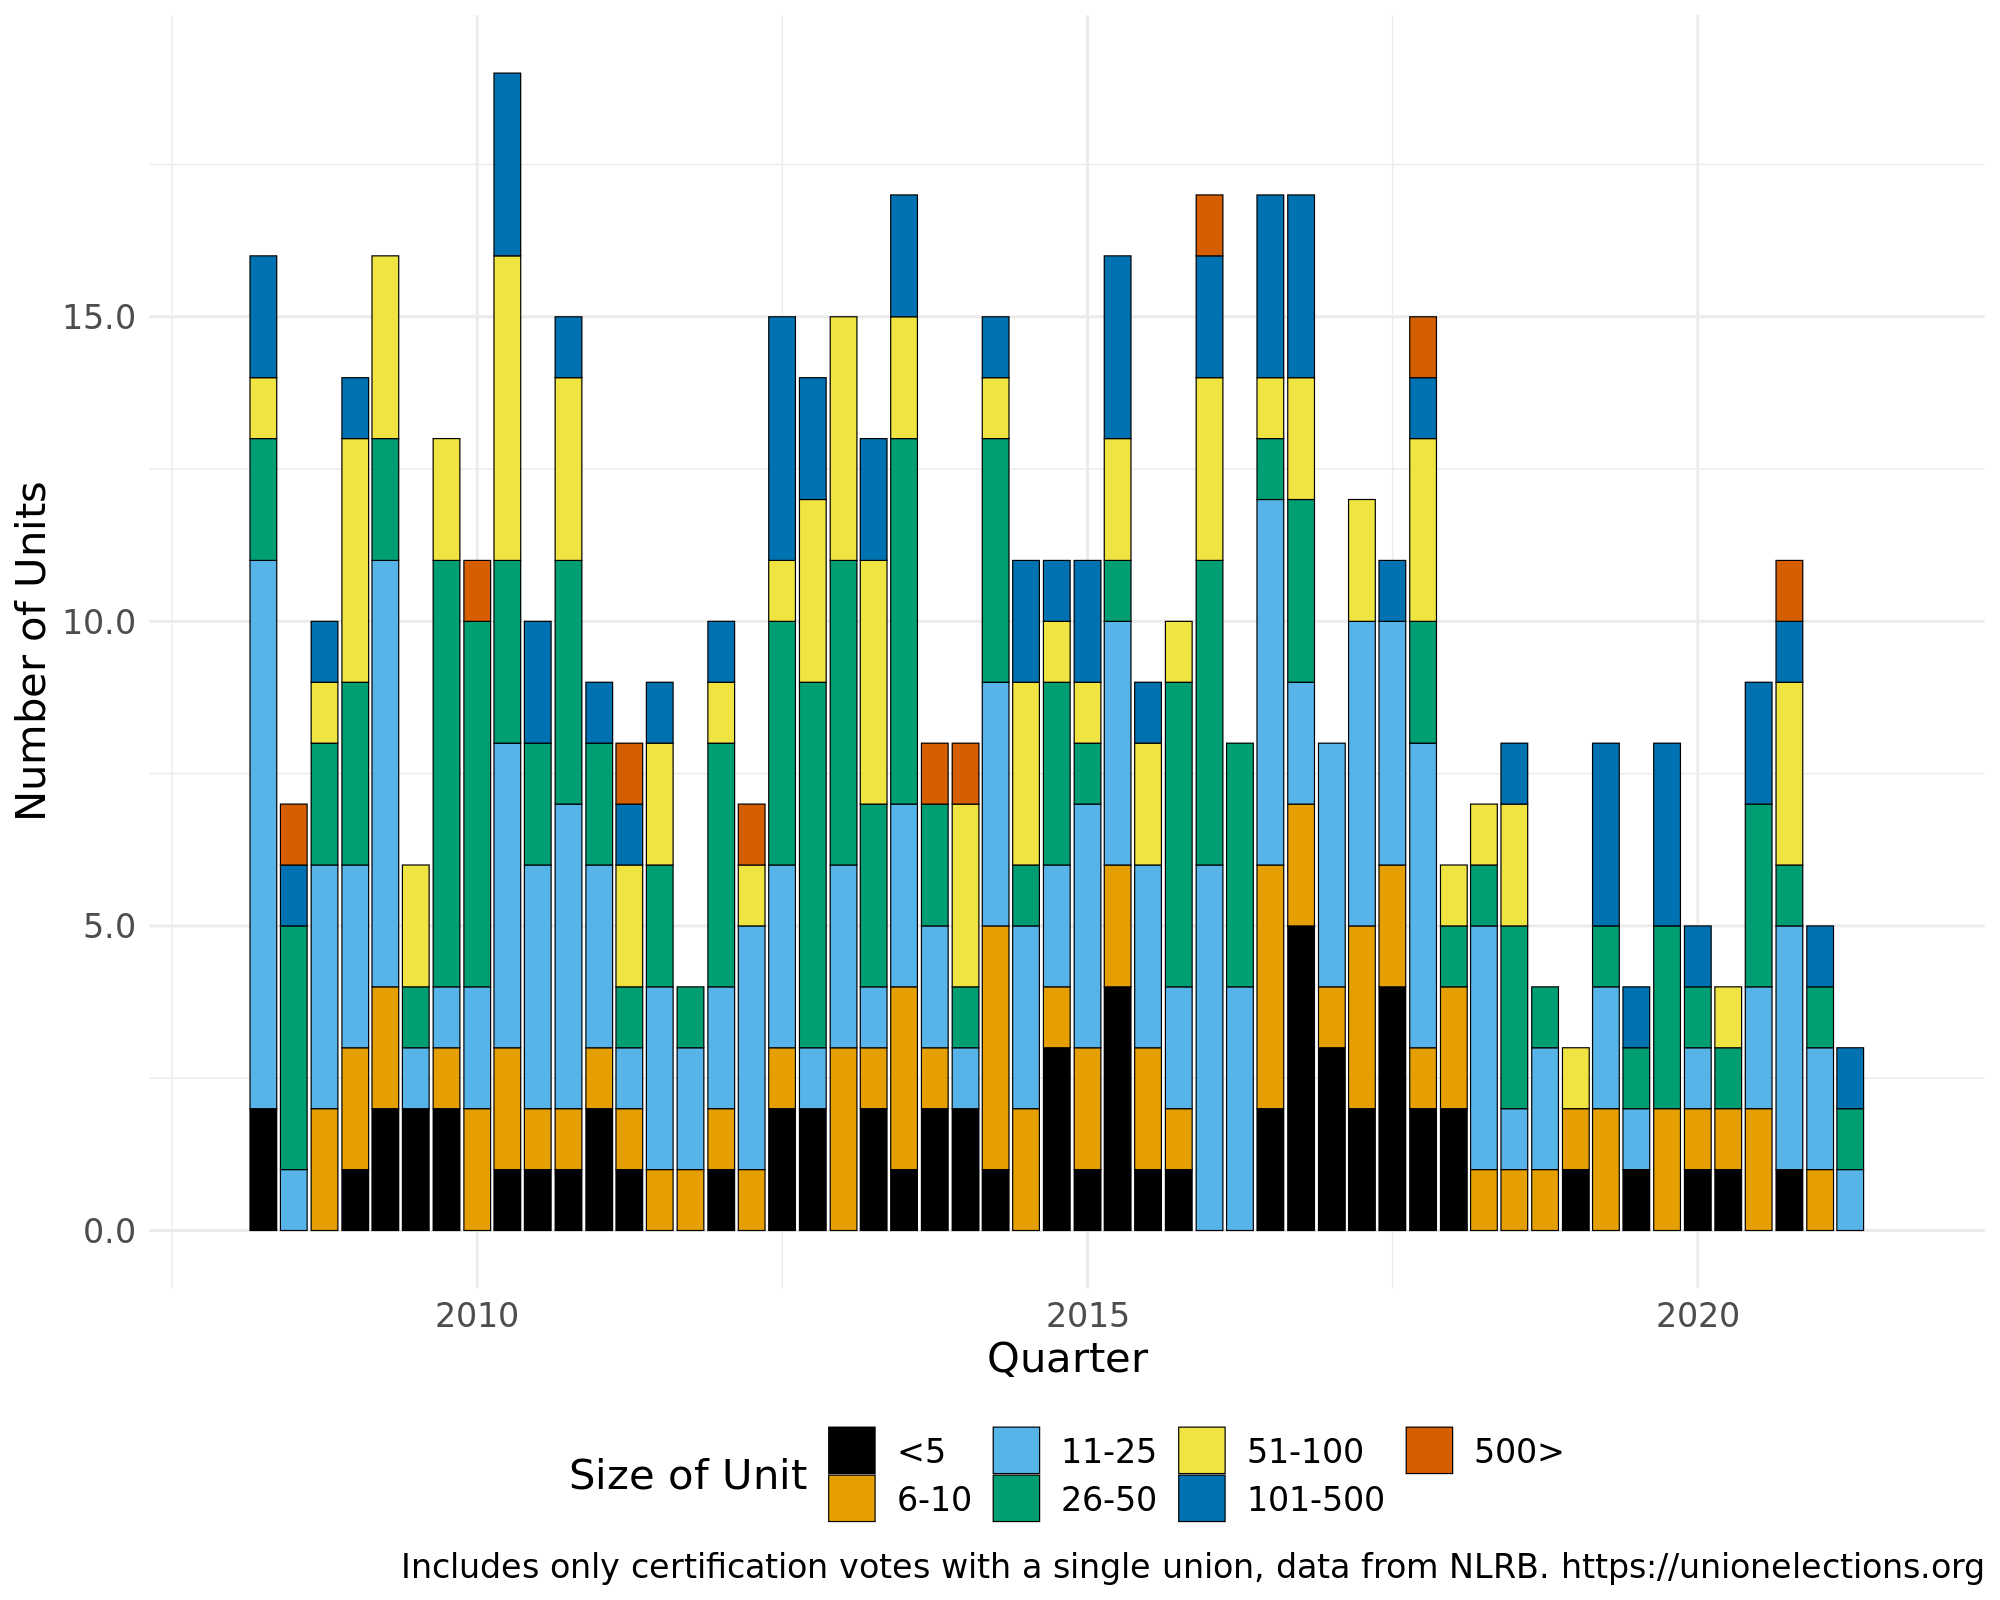 15.0
10.0
5.0
0.0
Number of Units
2010 2015 2020
Quarter
Size of Unit
<5 11-25 51-100 500>
6-10 26-50 101-500
Includes only certification votes with a single union, data from NLRB. https://unionelections.org